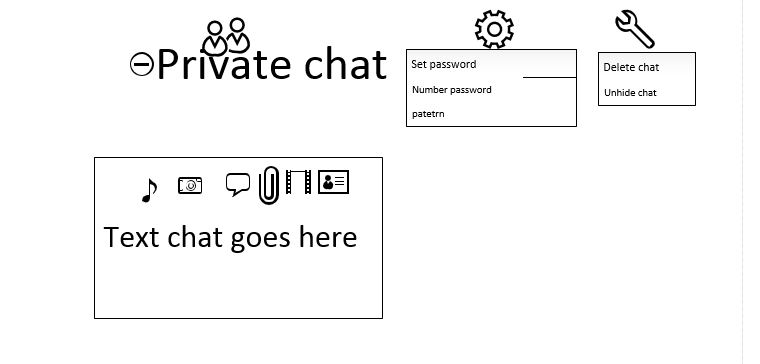 Private chat
Set password
Number password
patetrn
Delete chat
Unhide chat
Text chat goes here